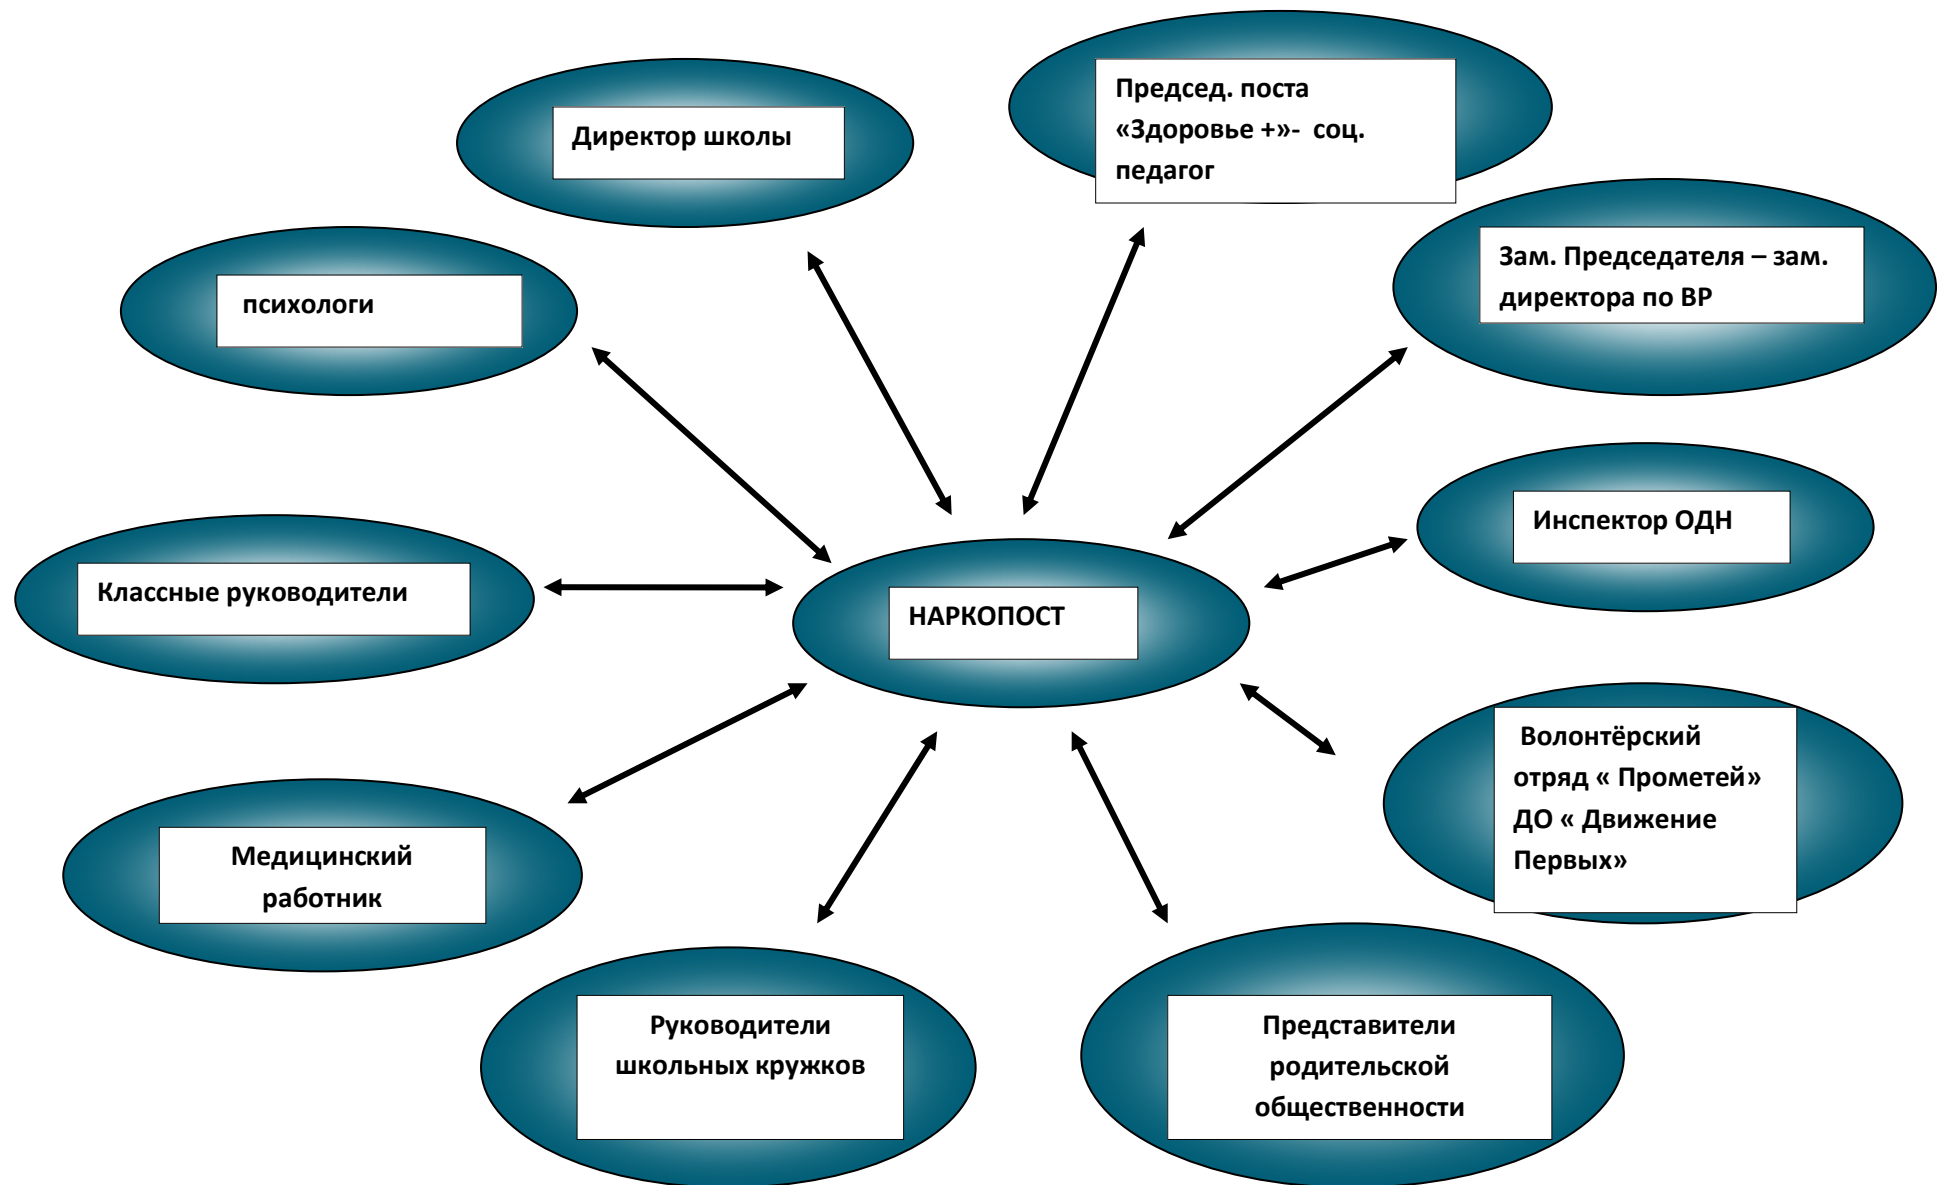 Директор школы
Председ. поста
«Здоровье +»-  соц.
педагог
Зам. Председателя – зам.
директора по ВР
психологи
Инспектор ОДН
Классные руководители
НАРКОПОСТ
Волонтёрский
отряд « Прометей»
ДО « Движение
Первых»
Медицинский
работник
Руководители
школьных кружков
Представители
родительской
общественности